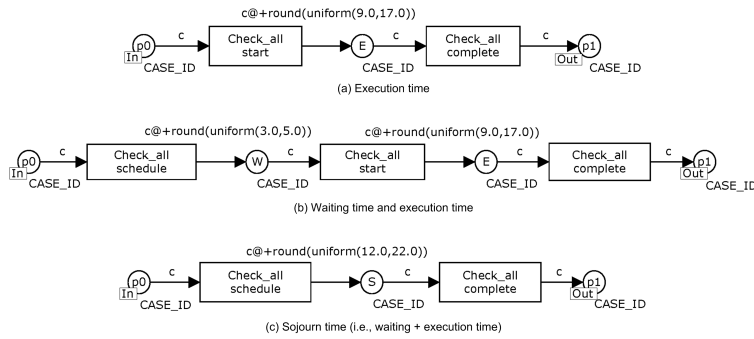 c@+round(uniform(9.0,17.0))
p0 c Check_all start E c Check_all complete c p1
In Out
CASE_ID CASE_ID CASE_ID
(a) Execution time
c@+round(uniform(3.0,5.0)) c@+round(uniform(9.0,17.0))
p0 c Check_all schedule W c Check_all start E c Check_all complete c p1
In Out
CASE_ID CASE_ID CASE_ID CASE_ID
(b) Waiting time and execution time
c@+round(uniform(12.0,22.0))
p0 c Check_all schedule S c Check_all complete c p1
In Out
CASE_ID CASE_ID CASE_ID
(c) Sojourn time (i.e., waiting + execution time)